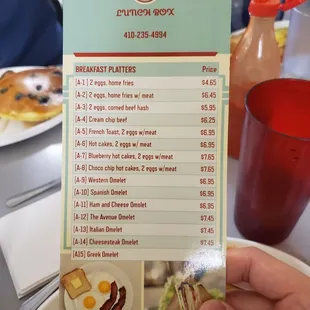 LUNCH BOX
410-235-4994
BREAKFAST PLATTERS Price
[A-1] 2 eggs, home fries $4.65
[A-2] 2 eggs, home fries w/ meat $6.45
[A-3] 2 eggs, corned beef hash $5.95
[A-4] Cream chip beef $6.25
[A-5] French Toast, 2 eggs w/meat $6.95
[A-6] Hot cakes, 2 eggs w/ meat $6.95
[A-7] Blueberry hot cakes, 2 eggs w/meat $7.65
[A-8] Choco chip hot cakes, 2 eggs w/meat $7.65
[A-9] Western Omelet $6.95
[A-10] Spanish Omelet $6.95
[A-11] Ham and Cheese Omelet $6.95
[A-12] The Avenue Omelet $7.45
[A-13] Italian Omelet $7.45
[A-14] Cheesesteak Omelet $7.45
[A15] Greek Omelet